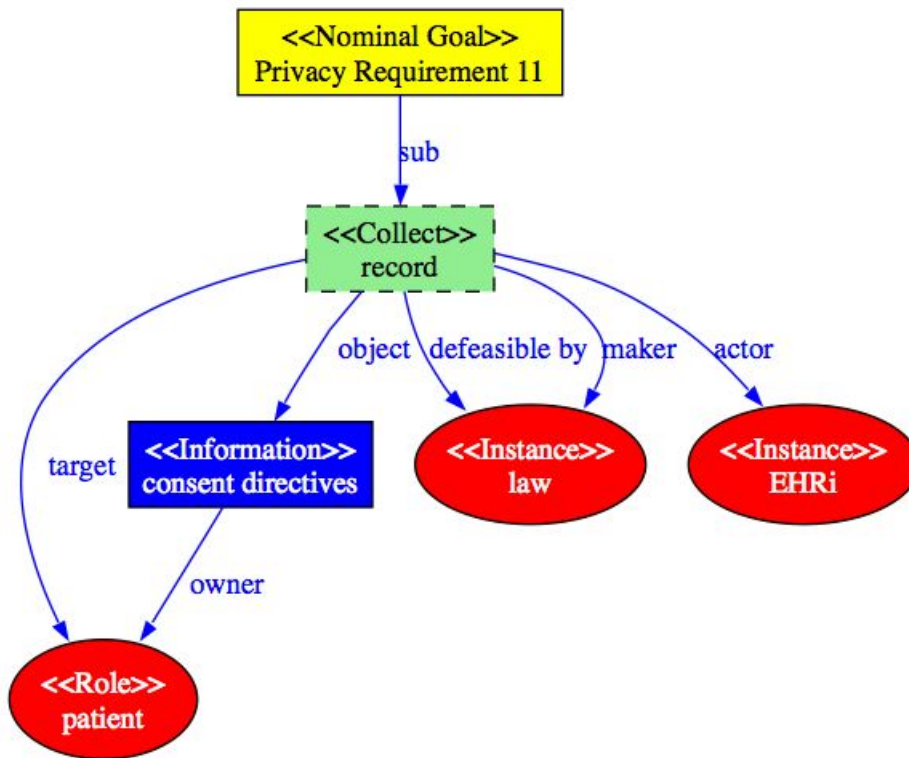 <<Nominal Goal>>
Privacy Requirement 11
sub
<<Collect>>
record
object
defeasible by
maker
actor
target
<<Information>>
consent directives
<<Instance>>
law
<<Instance>>
EHRi
owner
<<Role>>
patient